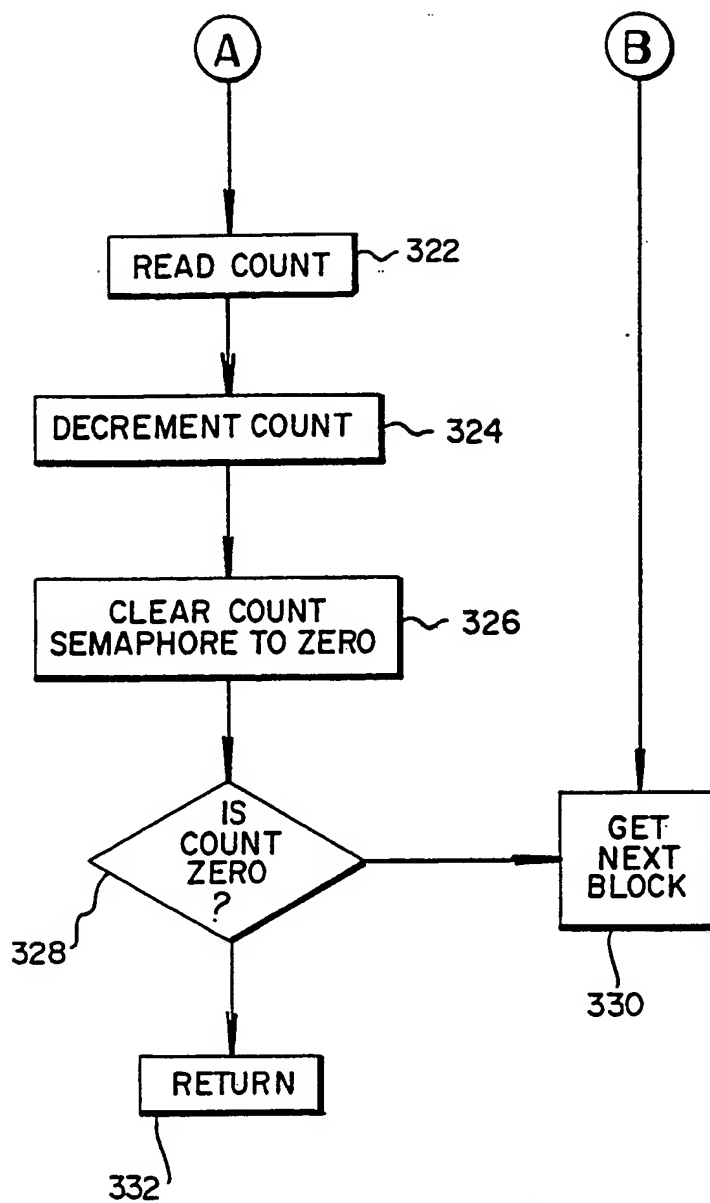 A
B
READ COUNT
322
DECREMENT COUNT
324
CLEAR COUNT
SEMAPHORE TO ZERO
326
IS
COUNT
ZERO
?
328
GET
NEXT
BLOCK
330
RETURN
332